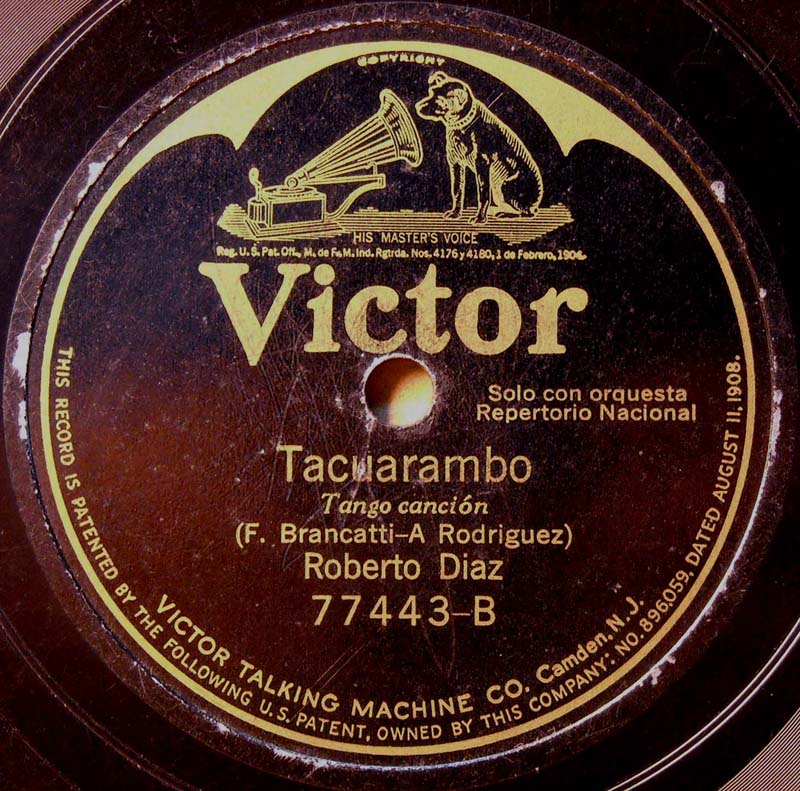 COPYRIGHT
HIS MASTER'S VOICE
Reg. U.S. Pat. Off., M. de F. M. Ind. Rgtrda. Nos. 4176 y 4180, 1 de Febrero, 1906.
Victor
Solo con orquesta
Repertorio Nacional
Tacuarambo
Tango canción
(F. Brancatti–A Rodriguez)
Roberto Diaz
77443–B
VICTOR TALKING MACHINE CO. Camden, N.J.
THIS RECORD IS PATENTED BY THE FOLLOWING U.S. PATENT, OWNED BY THIS COMPANY: NO. 896,059, DATED AUGUST 11, 1908.